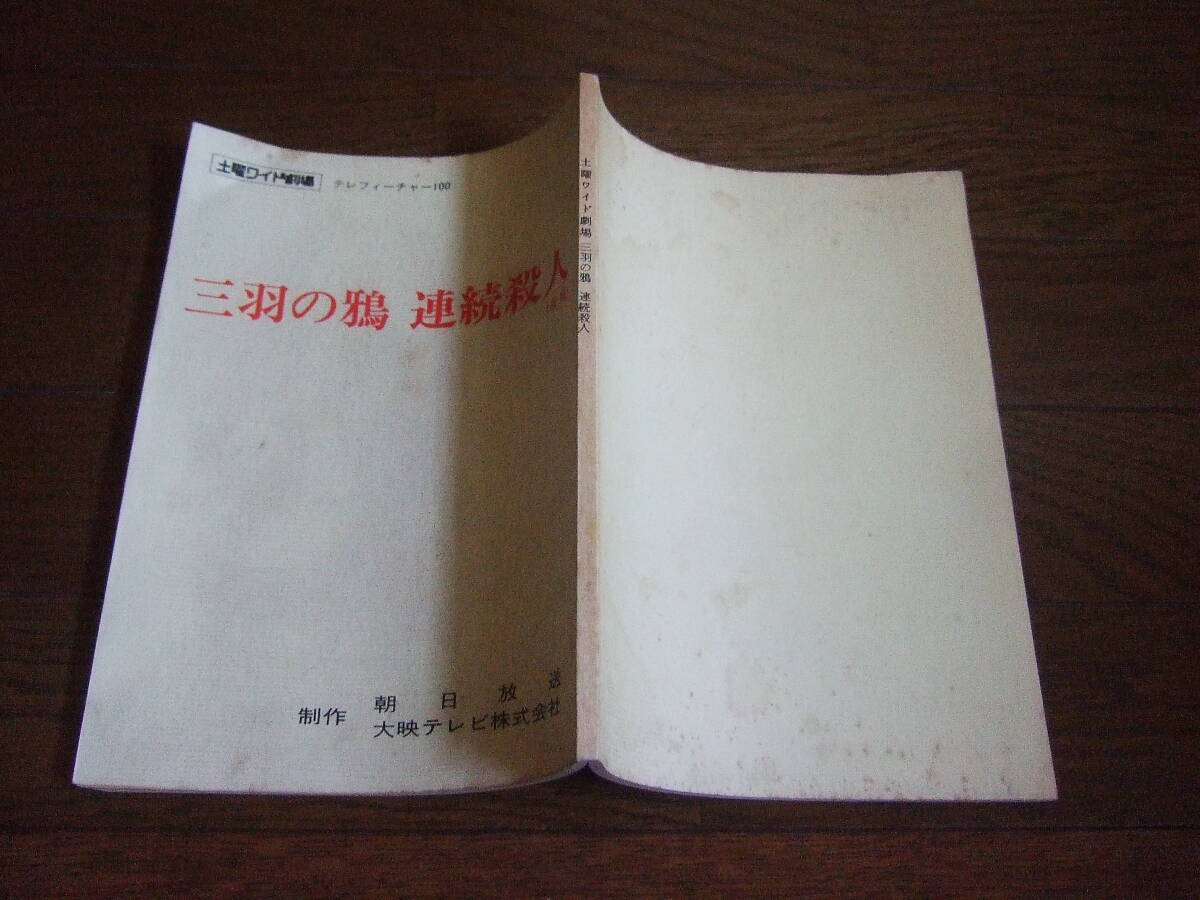 土曜ワイド劇場 テレフィーチャー100
三羽の鴉 連続殺人
制作 朝日放送
大映テレビ株式会社
土曜ワイド劇場 三羽の鴉 連続殺人